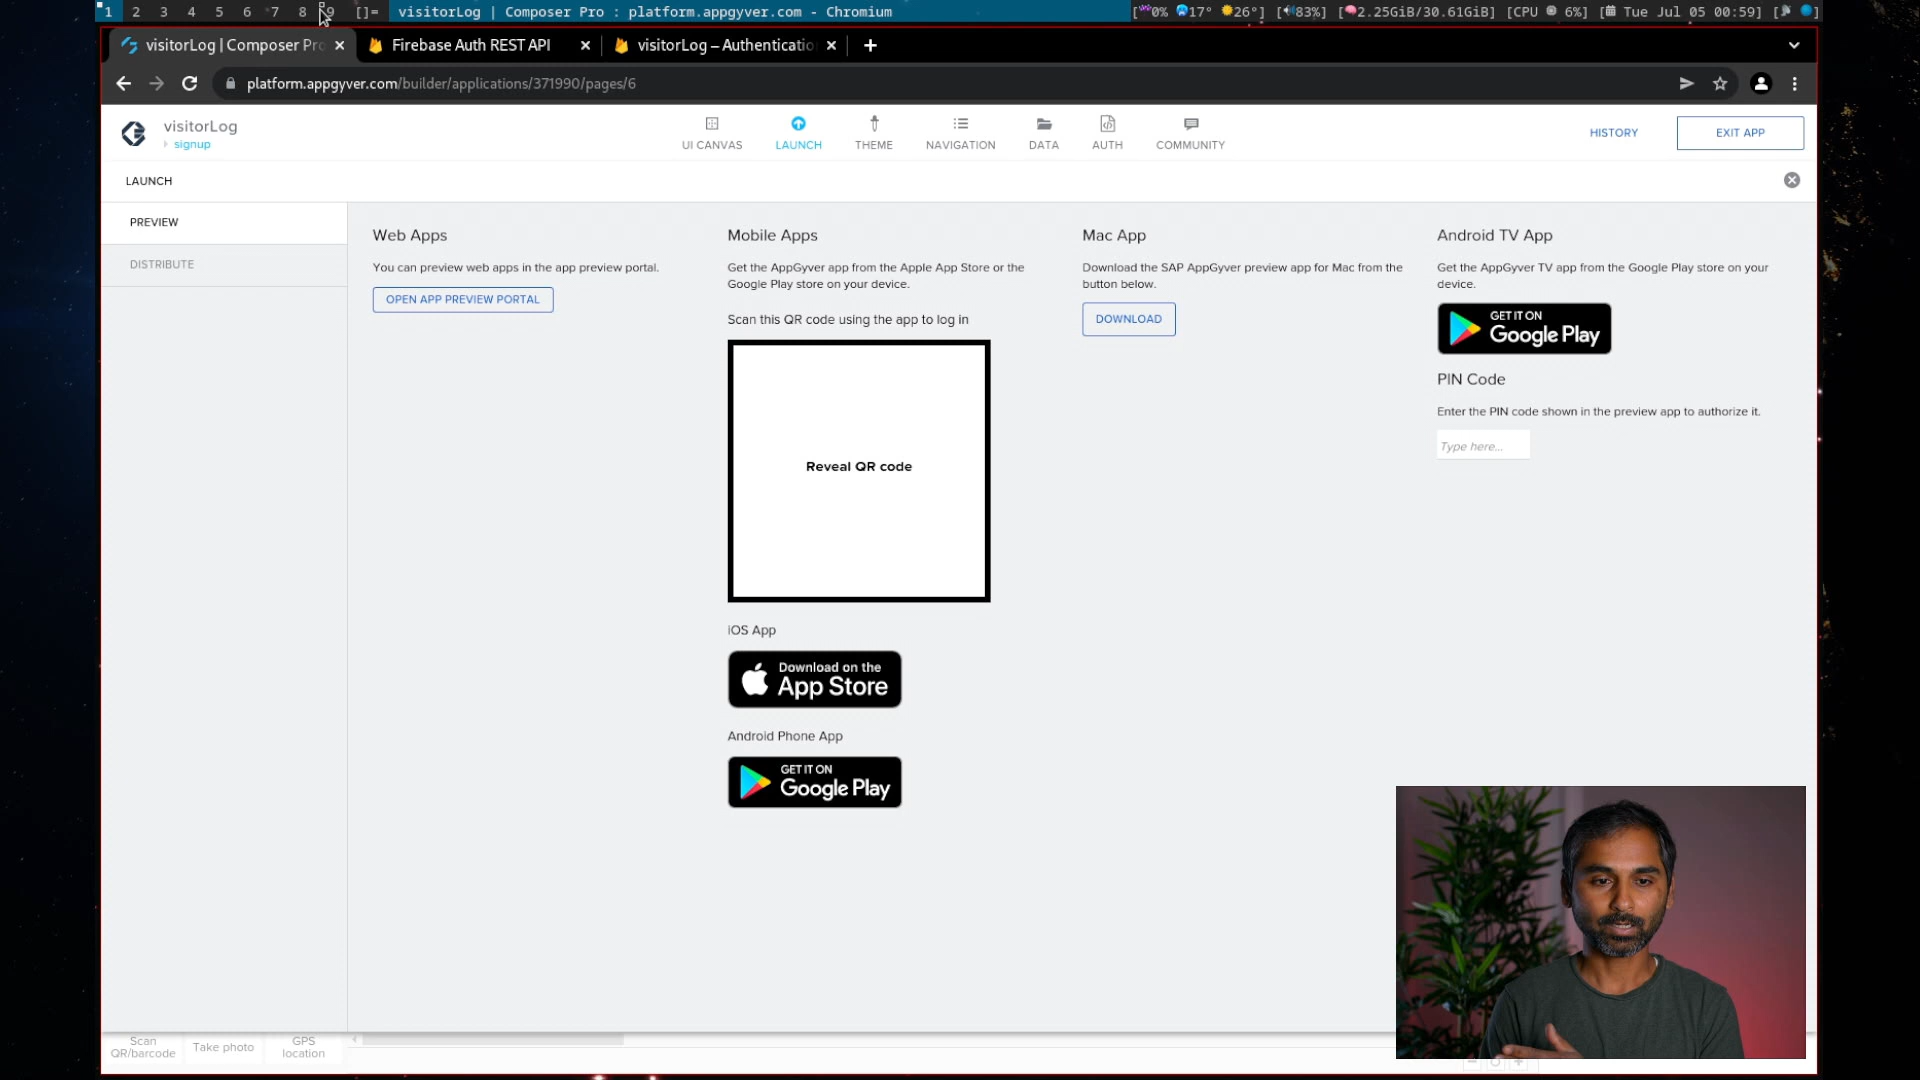 1 2 3 4 5 6 7 8 9 []= visitorLog | Composer Pro : platform.appgyver.com - Chromium [0% 17° 26°] [83%] [2.25GiB/30.61GiB] [CPU 6%] [Tue Jul 05 00:59]
visitorLog | Composer Pro Firebase Auth REST API visitorLog – Authenticatio
platform.appgyver.com/builder/applications/371990/pages/6
visitorLog
signup
UI CANVAS LAUNCH THEME NAVIGATION DATA AUTH COMMUNITY
HISTORY EXIT APP
LAUNCH
PREVIEW
DISTRIBUTE
Web Apps
You can preview web apps in the app preview portal.
OPEN APP PREVIEW PORTAL
Mobile Apps
Get the AppGyver app from the Apple App Store or the
Google Play store on your device.
Scan this QR code using the app to log in
Reveal QR code
iOS App
Download on the
App Store
Android Phone App
GET IT ON
Google Play
Mac App
Download the SAP AppGyver preview app for Mac from the
button below.
DOWNLOAD
Android TV App
Get the AppGyver TV app from the Google Play store on your
device.
GET IT ON
Google Play
PIN Code
Enter the PIN code shown in the preview app to authorize it.
Type here...
Scan
QR/barcode
Take photo
GPS
location